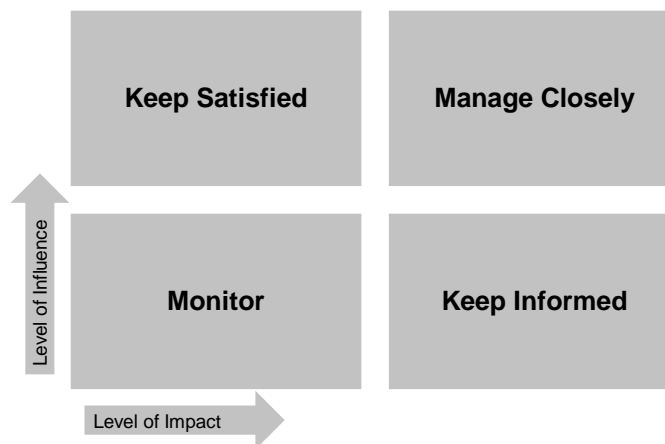 Keep Satisfied
Manage Closely
Level of Influence
Monitor
Keep Informed
Level of Impact